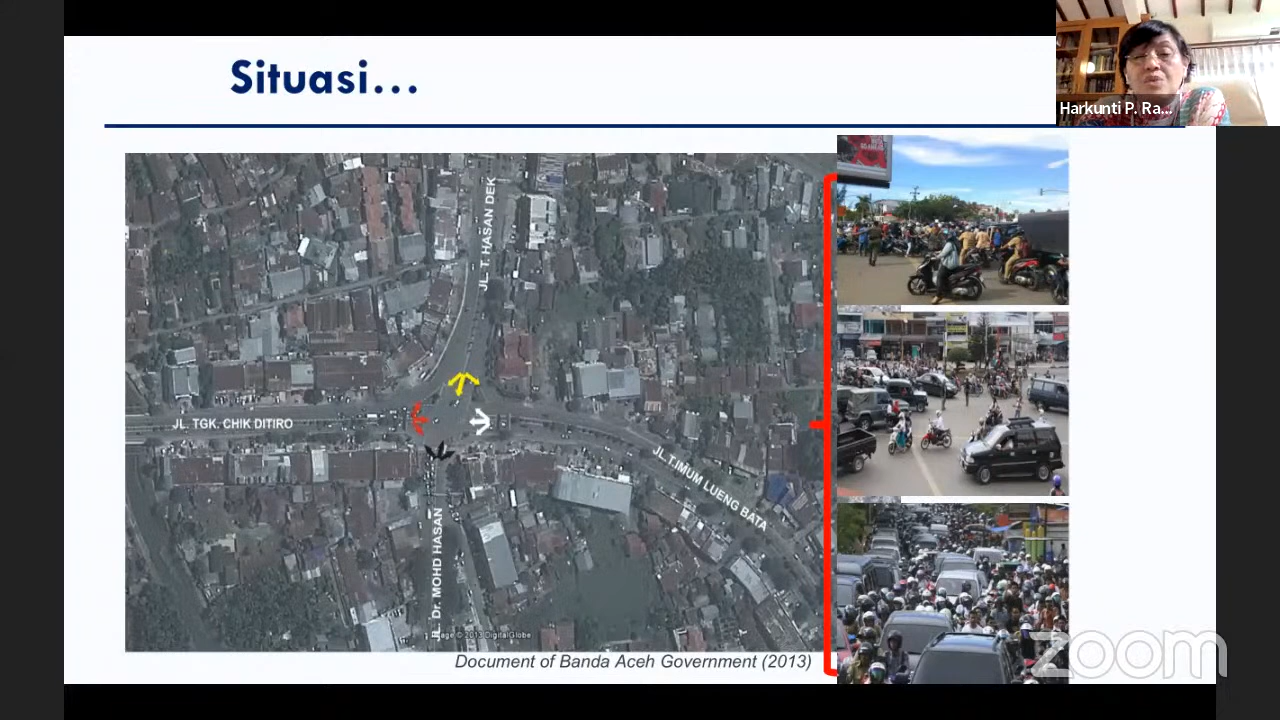 Situasi...
Harkunti P. Ra...
JL. T. HASAN DEK
JL. TGK. CHIK DITIRO
JL.T.IMUM LUENG BATA
JL. Dr. MOHD HASAN
© 2013 DigitalGlobe
Document of Banda Aceh Government (2013)
zoom